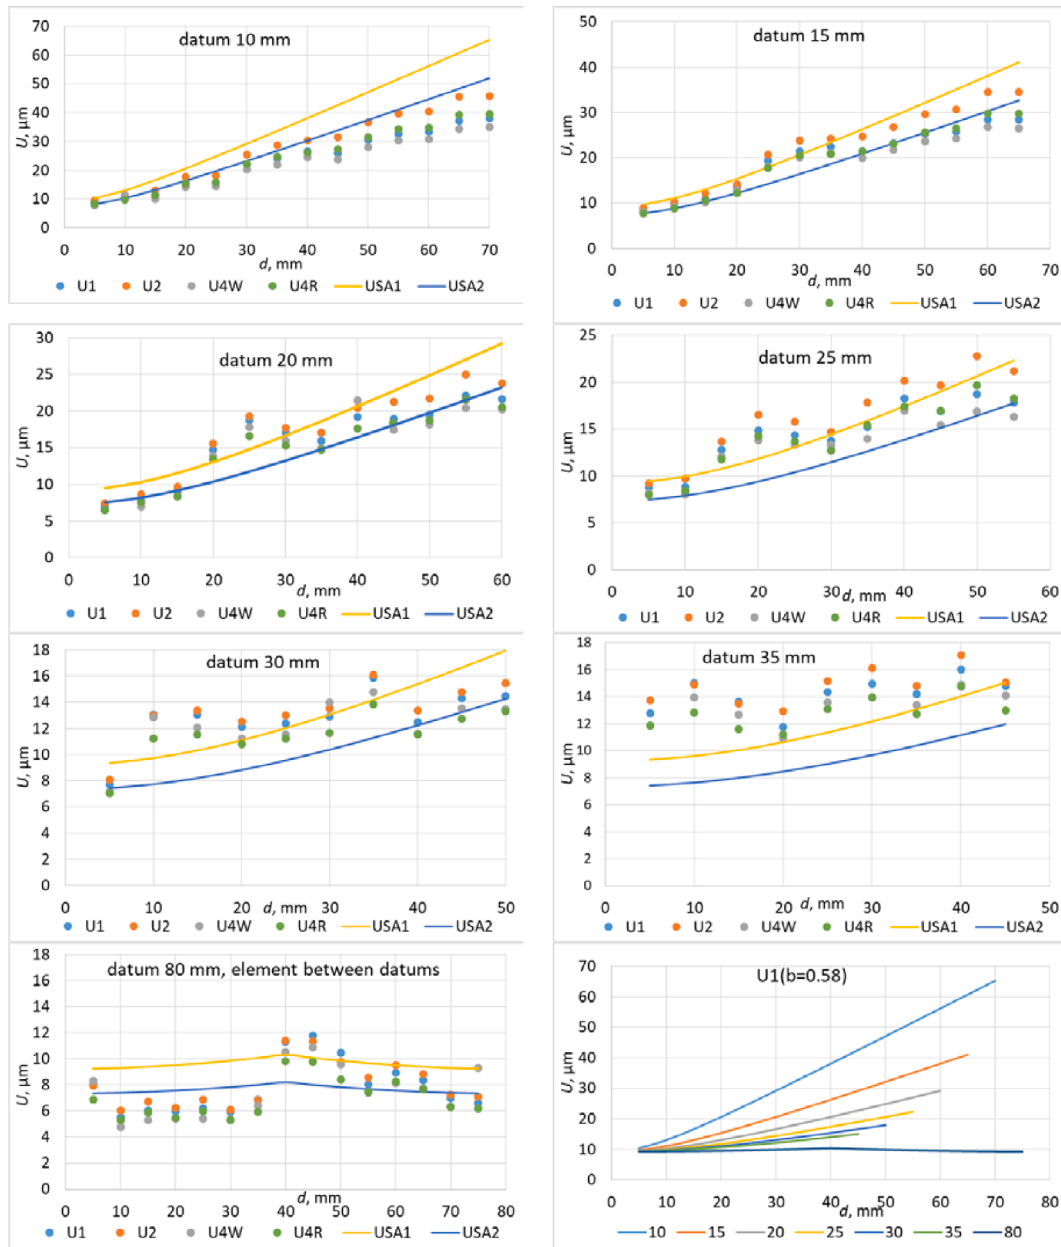 datum 10 mm
U, µm
70
60
50
40
30
20
10
0
0 10 20 30 40 50 60 70
d, mm
U1 U2 U4W U4R USA1 USA2
datum 15 mm
U, µm
50
40
30
20
10
0
0 10 20 30 40 50 60 70
d, mm
U1 U2 U4W U4R USA1 USA2
datum 20 mm
U, µm
30
25
20
15
10
5
0
0 10 20 30 40 50 60
d, mm
U1 U2 U4W U4R USA1 USA2
datum 25 mm
U, µm
25
20
15
10
5
0
0 10 20 30 40 50 60
d, mm
U1 U2 U4W U4R USA1 USA2
datum 30 mm
U, µm
18
16
14
12
10
8
6
4
2
0
0 10 20 30 40 50
d, mm
U1 U2 U4W U4R USA1 USA2
datum 35 mm
U, µm
18
16
14
12
10
8
6
4
2
0
0 10 20 30 40 50
d, mm
U1 U2 U4W U4R USA1 USA2
datum 80 mm, element between datums
U, µm
18
16
14
12
10
8
6
4
2
0
0 10 20 30 40 50 60 70 80
d, mm
U1 U2 U4W U4R USA1 USA2
U1(b=0.58)
U, µm
70
60
50
40
30
20
10
0
0 10 20 30 40 50 60 70 80
d, mm
10 15 20 25 30 35 80